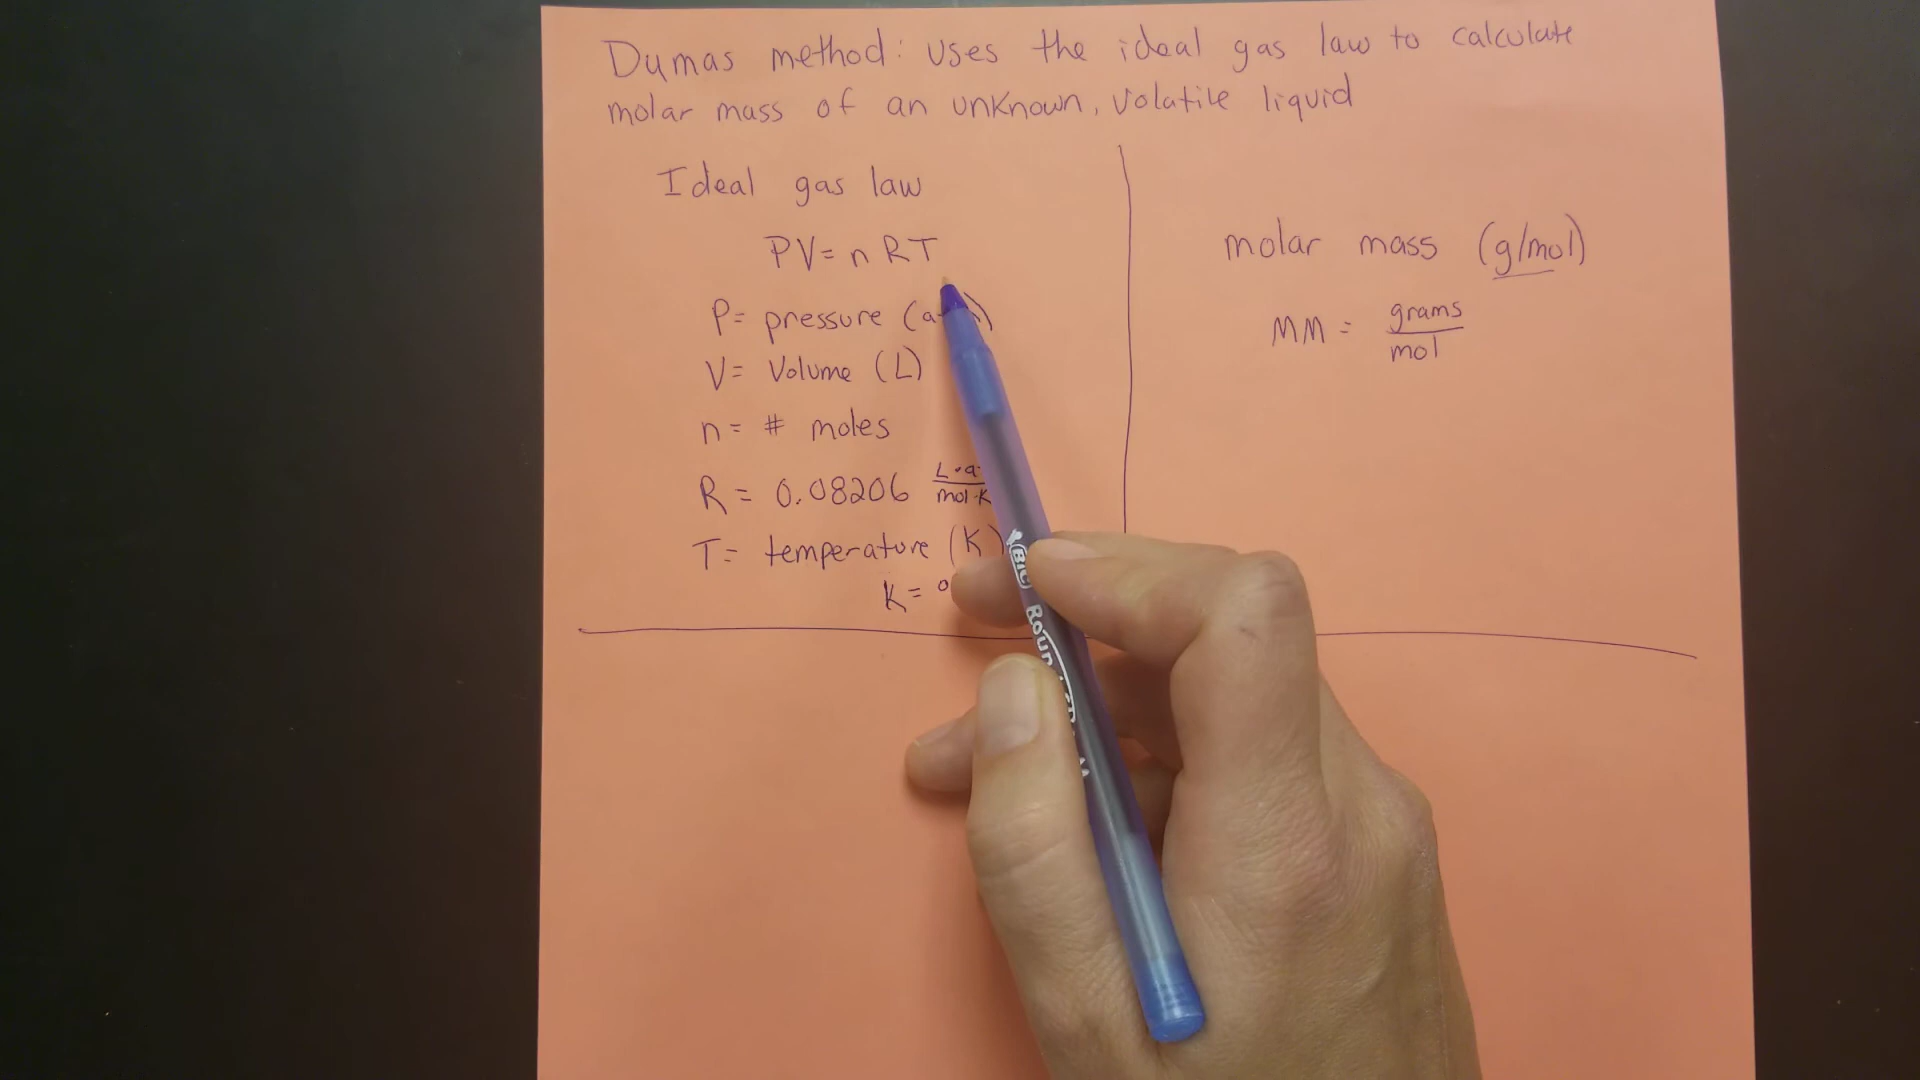 Dumas method: uses the ideal gas law to calculate
molar mass of an unknown, volatile liquid
Ideal gas law
PV = nRT
P = pressure
V = Volume (L)
n = # moles
R = 0.08206
mol·K
T = temperature (K)
K = °
molar mass (g/mol)
MM = grams
mol
BIC